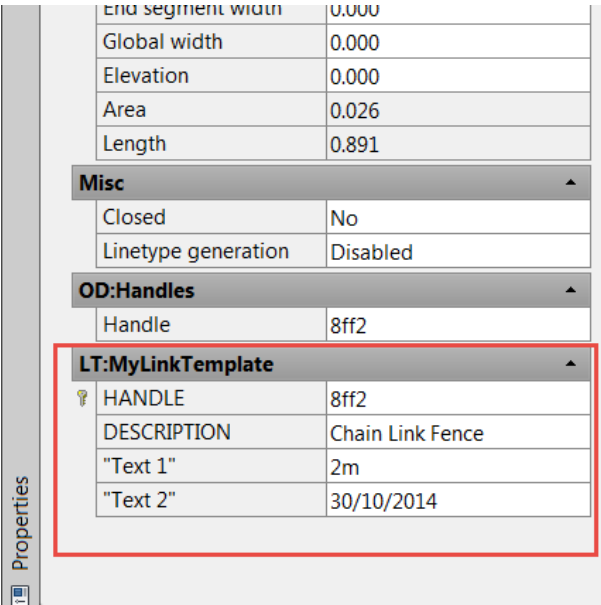 End segment width 0.000
Global width 0.000
Elevation 0.000
Area 0.026
Length 0.891
Misc
Closed No
Linetype generation Disabled
OD:Handles
Handle 8ff2
LT:MyLinkTemplate
HANDLE 8ff2
DESCRIPTION Chain Link Fence
"Text 1" 2m
"Text 2" 30/10/2014
Properties